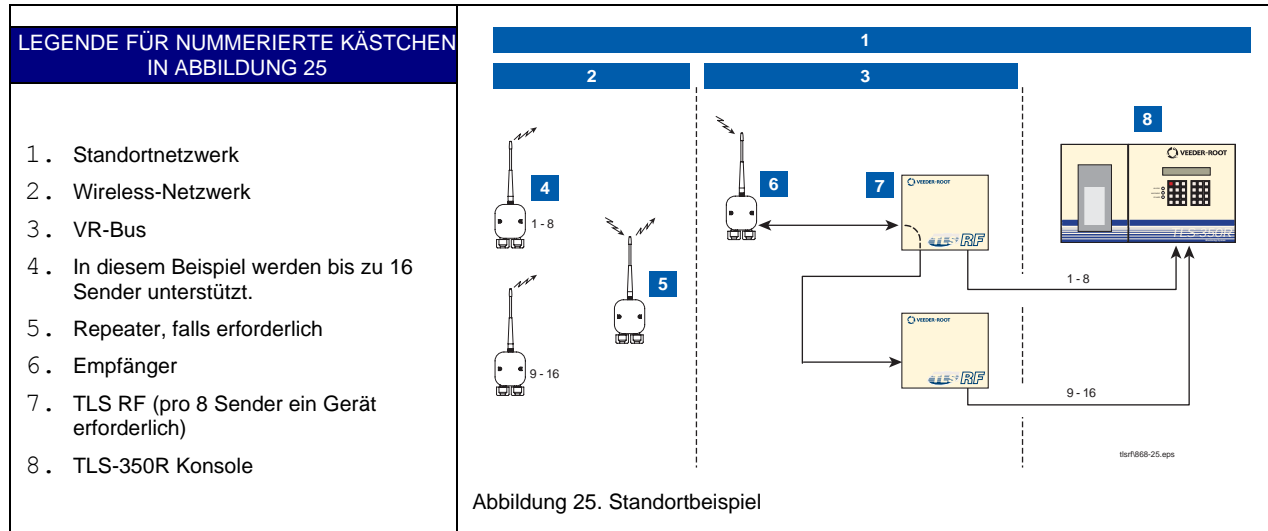 LEGENDE FÜR NUMMERIERTE KÄSTCHEN
IN ABBILDUNG 25
1. Standortnetzwerk
2. Wireless-Netzwerk
3. VR-Bus
4. In diesem Beispiel werden bis zu 16
Sender unterstützt.
5. Repeater, falls erforderlich
6. Empfänger
7. TLS RF (pro 8 Sender ein Gerät
erforderlich)
8. TLS-350R Konsole
1
2
3
8
VEEDER-ROOT
TLS-350R
4
1 - 8
6
7
VEEDER-ROOT
TLS RF
5
1 - 8
9 - 16
VEEDER-ROOT
TLS RF
9 - 16
tlsrf\868-25.eps
Abbildung 25. Standortbeispiel